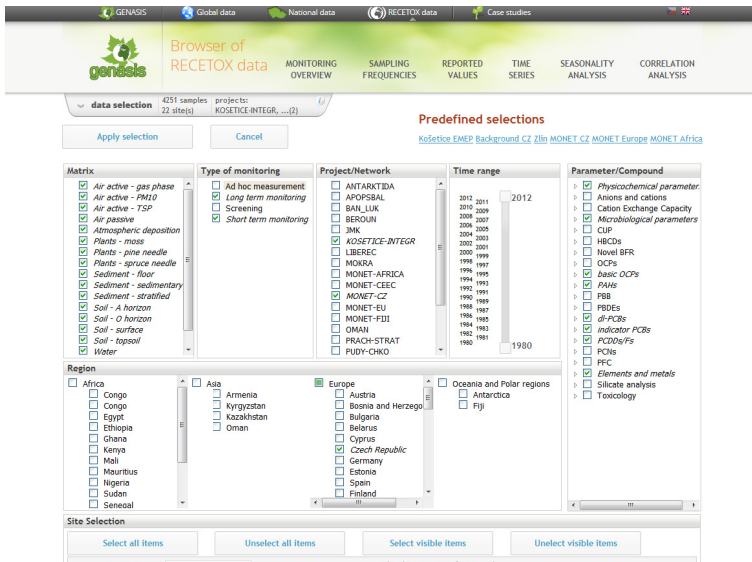 GENASIS Global data National data RECETOX data Case studies
genasis
Browser of
RECETOX data
MONITORING OVERVIEW
SAMPLING FREQUENCIES
REPORTED VALUES
TIME SERIES
SEASONALITY ANALYSIS
CORRELATION ANALYSIS
data selection
4251 samples
22 site(s)
projects:
KOSETICE-INTEGR, ...(2)
Apply selection Cancel
Predefined selections
Košetice EMEP Background CZ Zlín MONET CZ MONET Europe MONET Africa
Matrix
Air active - gas phase
Air active - PM10
Air active - TSP
Air passive
Atmospheric deposition
Plants - moss
Plants - pine needle
Plants - spruce needle
Sediment - floor
Sediment - sedimentary
Sediment - stratified
Soil - A horizon
Soil - O horizon
Soil - surface
Soil - topsoil
Water
Type of monitoring
Ad hoc measurement
Long term monitoring
Screening
Short term monitoring
Project/Network
ANTARKTIDA
APOPSBAL
BAN_LUK
BEROUN
JMK
KOSETICE-INTEGR
LIBEREC
MOKRA
MONET-AFRICA
MONET-CEEC
MONET-CZ
MONET-EU
MONET-FIJI
OMAN
PRACH-STRAT
PUDY-CHKO
Time range
2012 2011
2010 2009
2008 2007
2006 2005
2004 2003
2002 2001
2000 1999
1998 1997
1996 1995
1994 1993
1992 1991
1990 1989
1988 1987
1986 1985
1984 1983
1982 1981
1980
2012
1980
Parameter/Compound
Physicochemical parameter
Anions and cations
Cation Exchange Capacity
Microbiological parameters
CUP
HBCDs
Novel BFR
OCPs
basic OCPs
PAHs
PBB
PBDEs
dl-PCBs
indicator PCBs
PCDDs/Fs
PCNs
PFC
Elements and metals
Silicate analysis
Toxicology
Region
Africa
Congo
Congo
Egypt
Ethiopia
Ghana
Kenya
Mali
Mauritius
Nigeria
Sudan
Senegal
Asia
Armenia
Kyrgyzstan
Kazakhstan
Oman
Europe
Austria
Bosnia and Herzego
Bulgaria
Belarus
Cyprus
Czech Republic
Germany
Estonia
Spain
Finland
Oceania and Polar regions
Antarctica
Fiji
Site Selection
Select all items Unselect all items Select visible items Unelect visible items